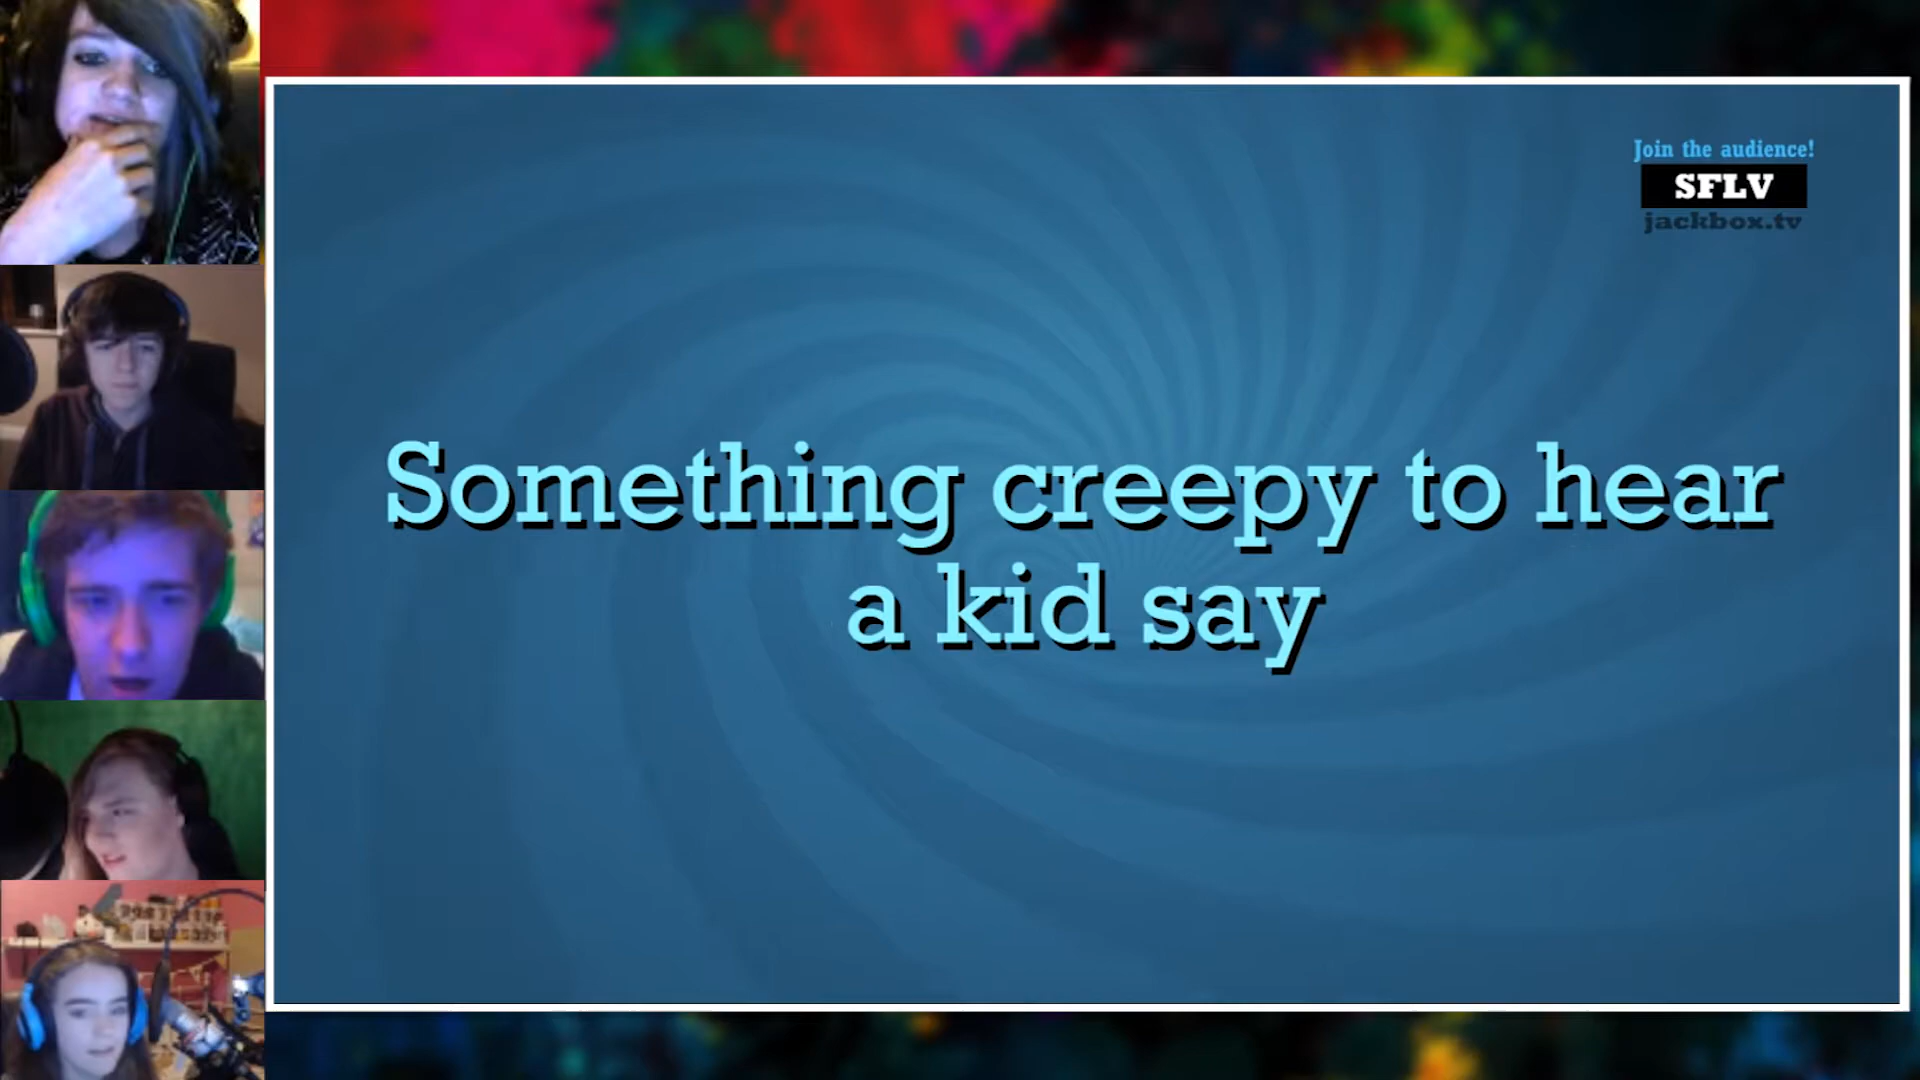 Join the audience!
SFLV
jackbox.tv
Something creepy to hear
a kid say